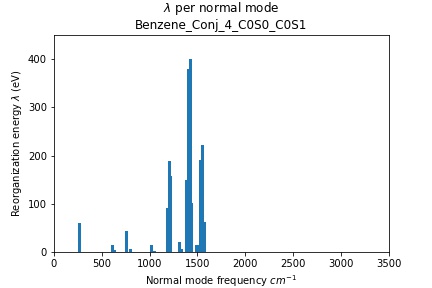 λ per normal mode
Benzene_Conj_4_C0S0_C0S1
Reorganization energy λ (eV)
400
300
200
100
0
0 500 1000 1500 2000 2500 3000 3500
Normal mode frequency cm⁻¹